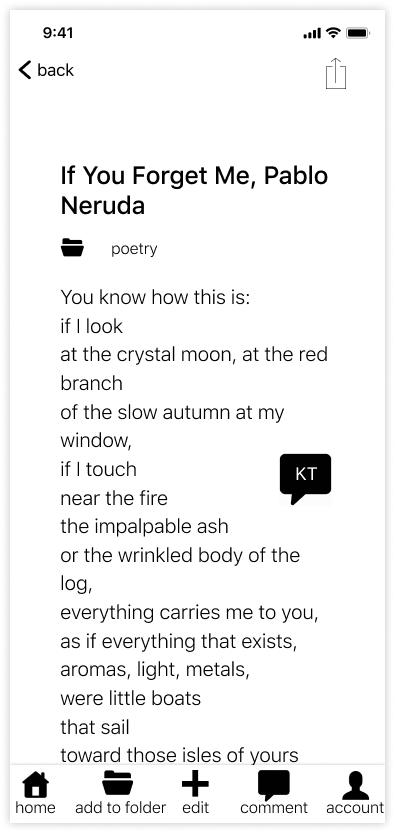 9:41
back
If You Forget Me, Pablo
Neruda
poetry
You know how this is:
if I look
at the crystal moon, at the red
branch
of the slow autumn at my
window,
if I touch
KT
near the fire
the impalpable ash
or the wrinkled body of the
log,
everything carries me to you,
as if everything that exists,
aromas, light, metals,
were little boats
that sail
toward those isles of yours
home add to folder edit comment account